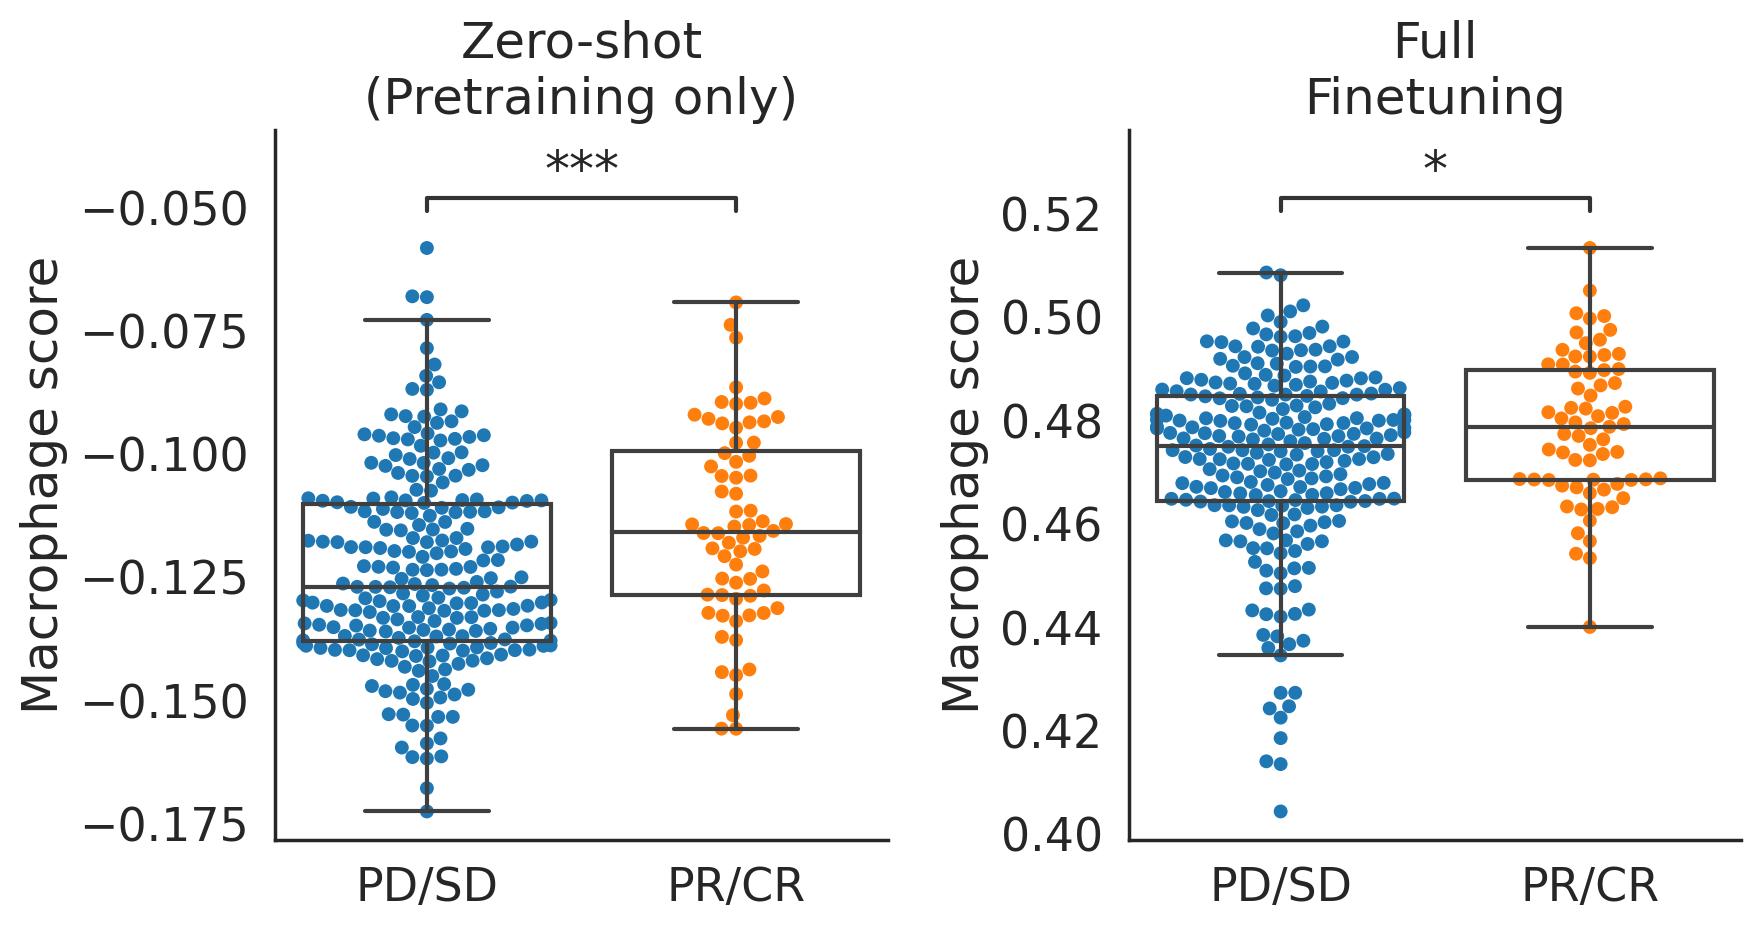 Zero-shot
(Pretraining only)
***
Macrophage score
−0.050
−0.075
−0.100
−0.125
−0.150
−0.175
PD/SD
PR/CR
Full
Finetuning
*
Macrophage score
0.52
0.50
0.48
0.46
0.44
0.42
0.40
PD/SD
PR/CR